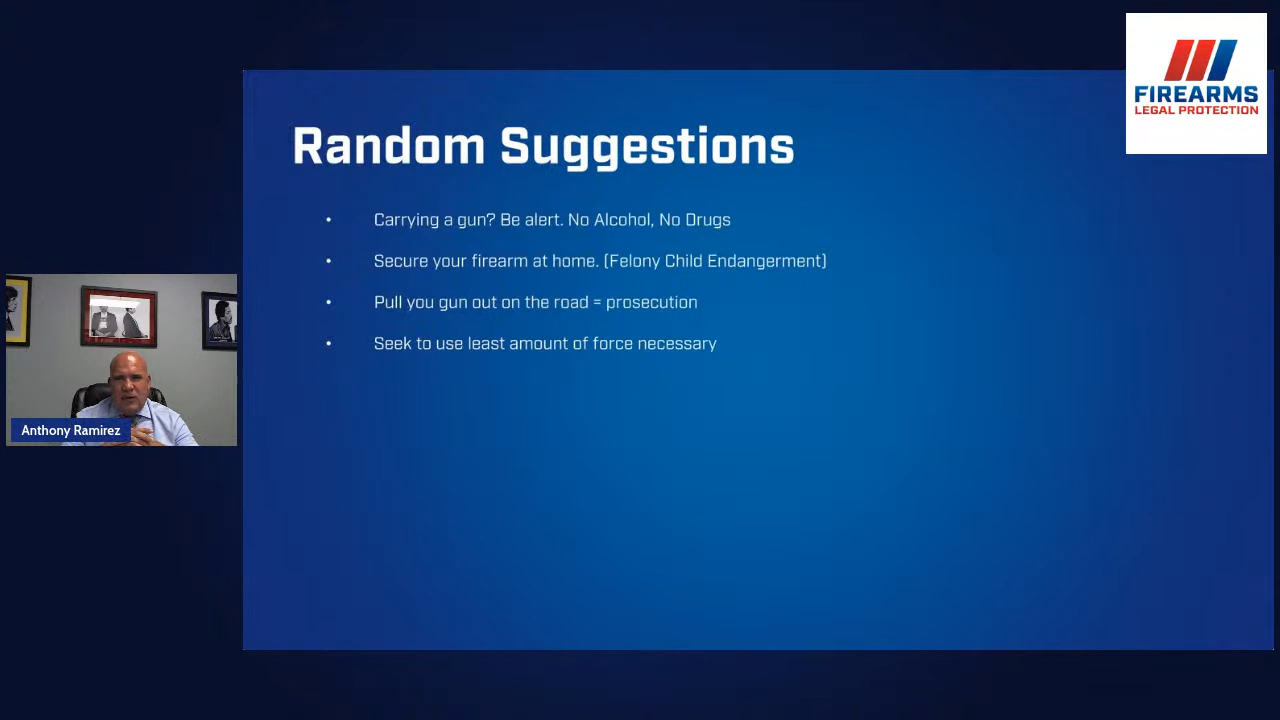 FIREARMS
LEGAL PROTECTION
Random Suggestions
• Carrying a gun? Be alert. No Alcohol, No Drugs
• Secure your firearm at home. (Felony Child Endangerment)
• Pull you gun out on the road = prosecution
• Seek to use least amount of force necessary
Anthony Ramirez